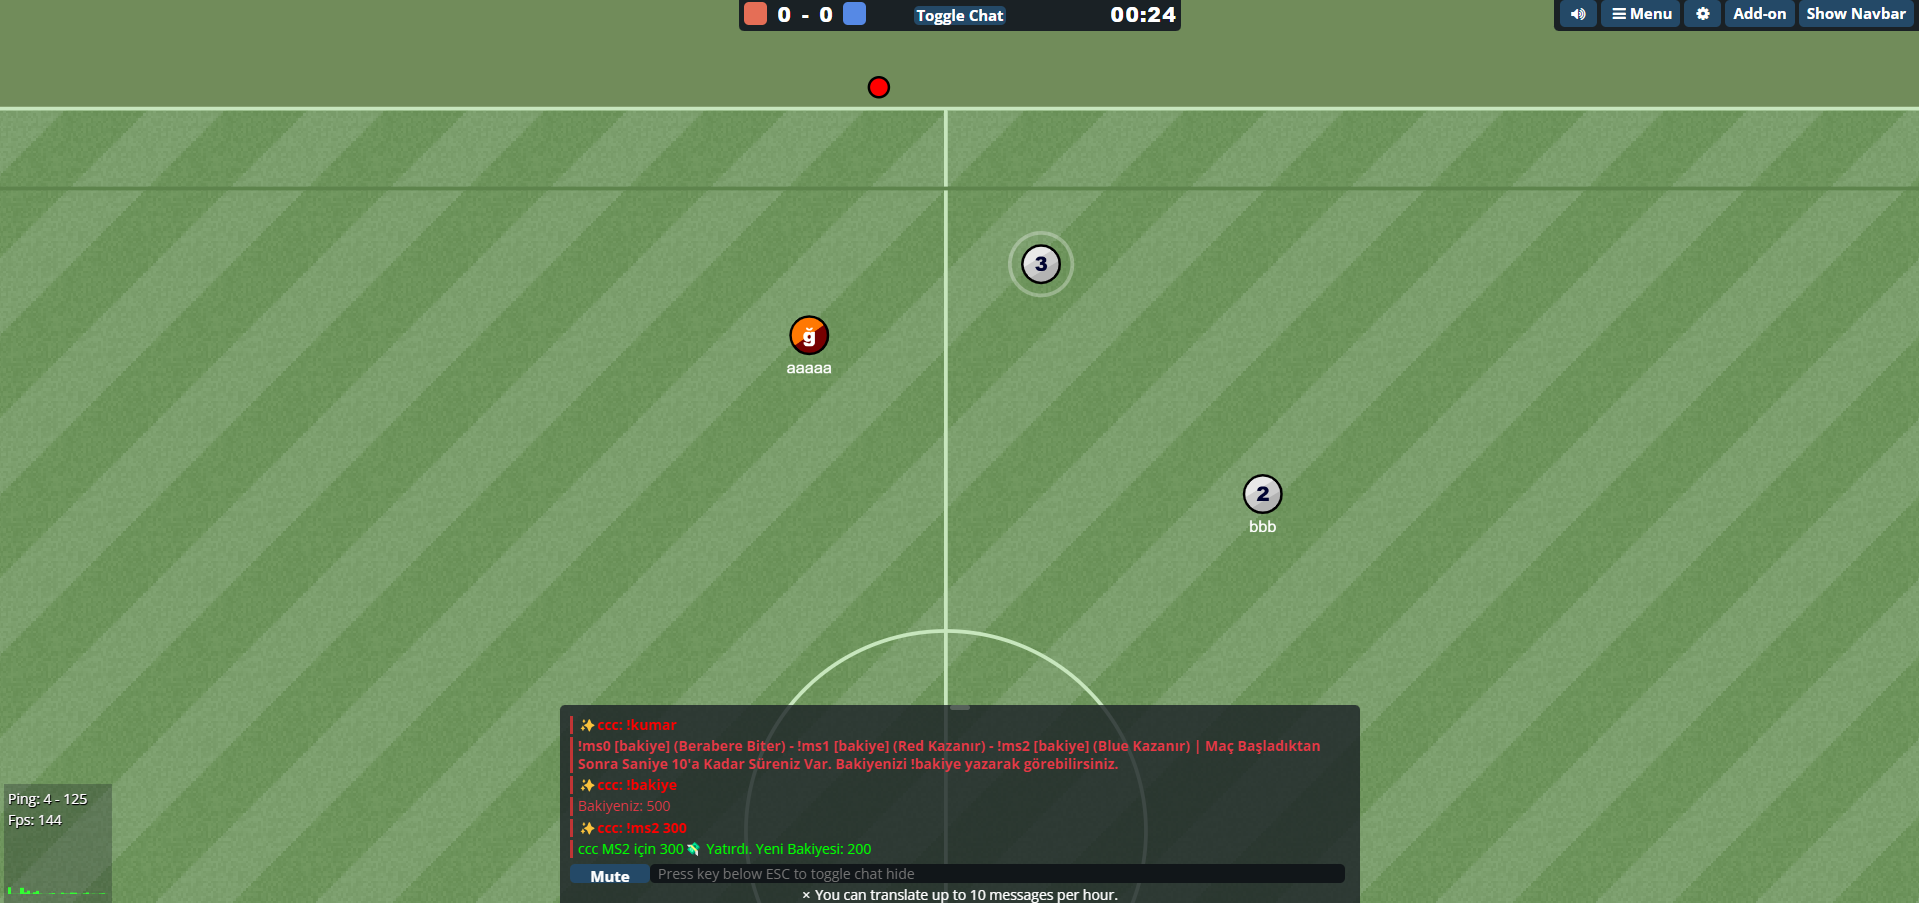 0 - 0 Toggle Chat 00:24
Menu Add-on Show Navbar
3
ğ
aaaaa
2
bbb
✨ccc: !kumar
!ms0 [bakiye] (Berabere Biter) - !ms1 [bakiye] (Red Kazanır) - !ms2 [bakiye] (Blue Kazanır) | Maç Başladıktan
Sonra Saniye 10'a Kadar Süreniz Var. Bakiyenizi !bakiye yazarak görebilirsiniz.
✨ccc: !bakiye
Bakiyeniz: 500
✨ccc: !ms2 300
ccc MS2 için 300💸 Yatırdı. Yeni Bakiyesi: 200
Mute Press key below ESC to toggle chat hide
× You can translate up to 10 messages per hour.
Ping: 4 - 125
Fps: 144